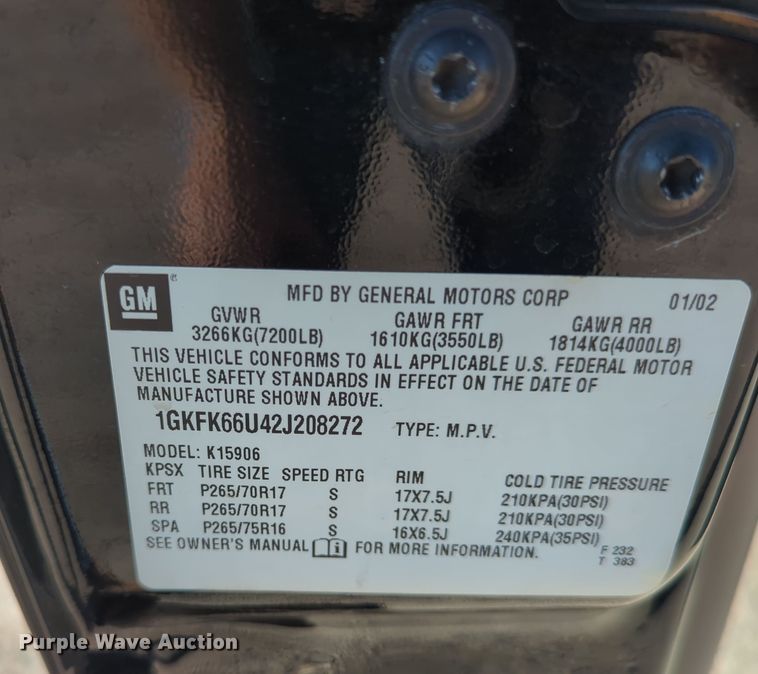 GM
MFD BY GENERAL MOTORS CORP 01/02
GVWR GAWR FRT GAWR RR
3266KG(7200LB) 1610KG(3550LB) 1814KG(4000LB)
THIS VEHICLE CONFORMS TO ALL APPLICABLE U.S. FEDERAL MOTOR
VEHICLE SAFETY STANDARDS IN EFFECT ON THE DATE OF
MANUFACTURE SHOWN ABOVE.
1GKFK66U42J208272 TYPE: M.P.V.
MODEL: K15906
KPSX TIRE SIZE SPEED RTG RIM COLD TIRE PRESSURE
FRT P265/70R17 S 17X7.5J 210KPA(30PSI)
RR P265/70R17 S 17X7.5J 210KPA(30PSI)
SPA P265/75R16 S 16X6.5J 240KPA(35PSI)
SEE OWNER'S MANUAL i FOR MORE INFORMATION.
F 232
T 383
Purple Wave Auction